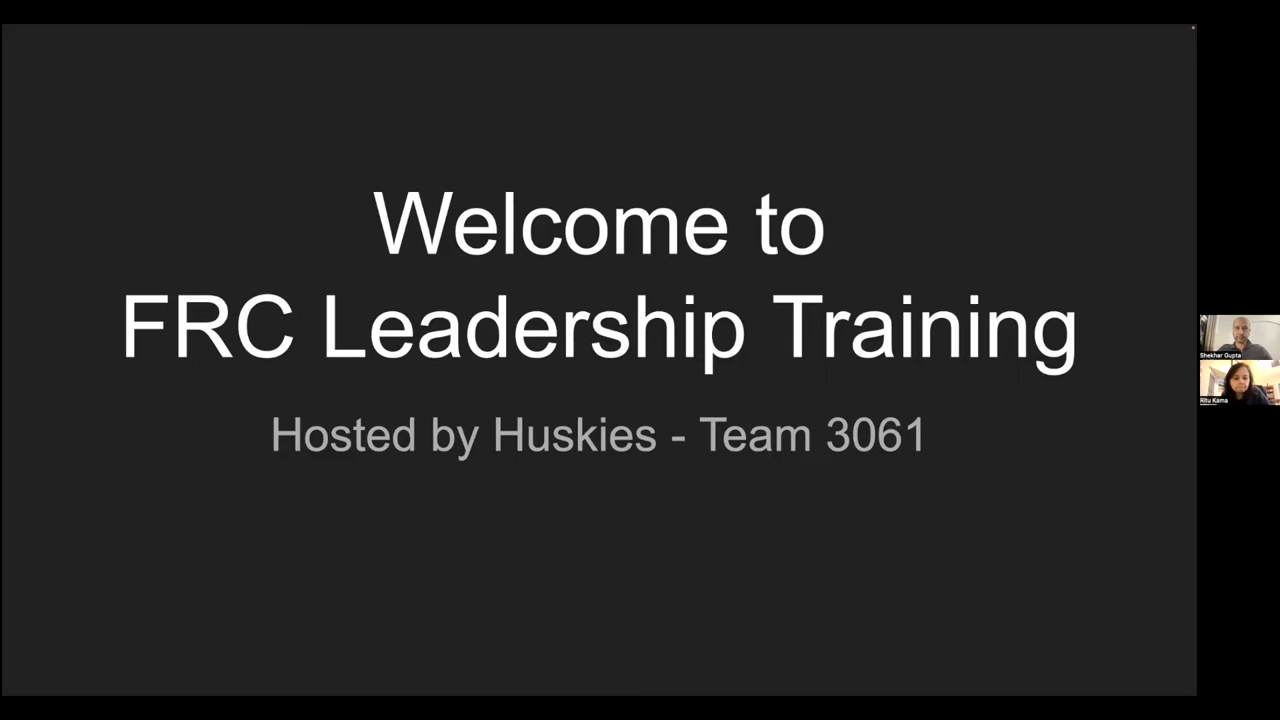 Welcome to
FRC Leadership Training
Hosted by Huskies - Team 3061
Shekhar Gupta
Ritu Kama